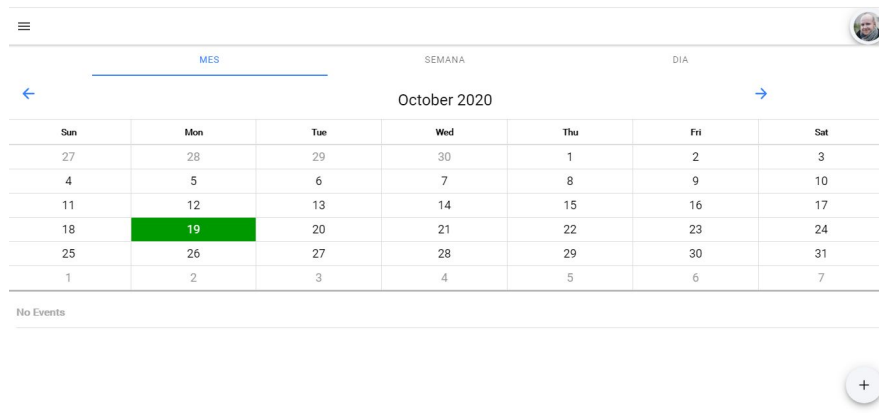 MES SEMANA DIA
October 2020
Sun Mon Tue Wed Thu Fri Sat
27 28 29 30 1 2 3
4 5 6 7 8 9 10
11 12 13 14 15 16 17
18 19 20 21 22 23 24
25 26 27 28 29 30 31
1 2 3 4 5 6 7
No Events